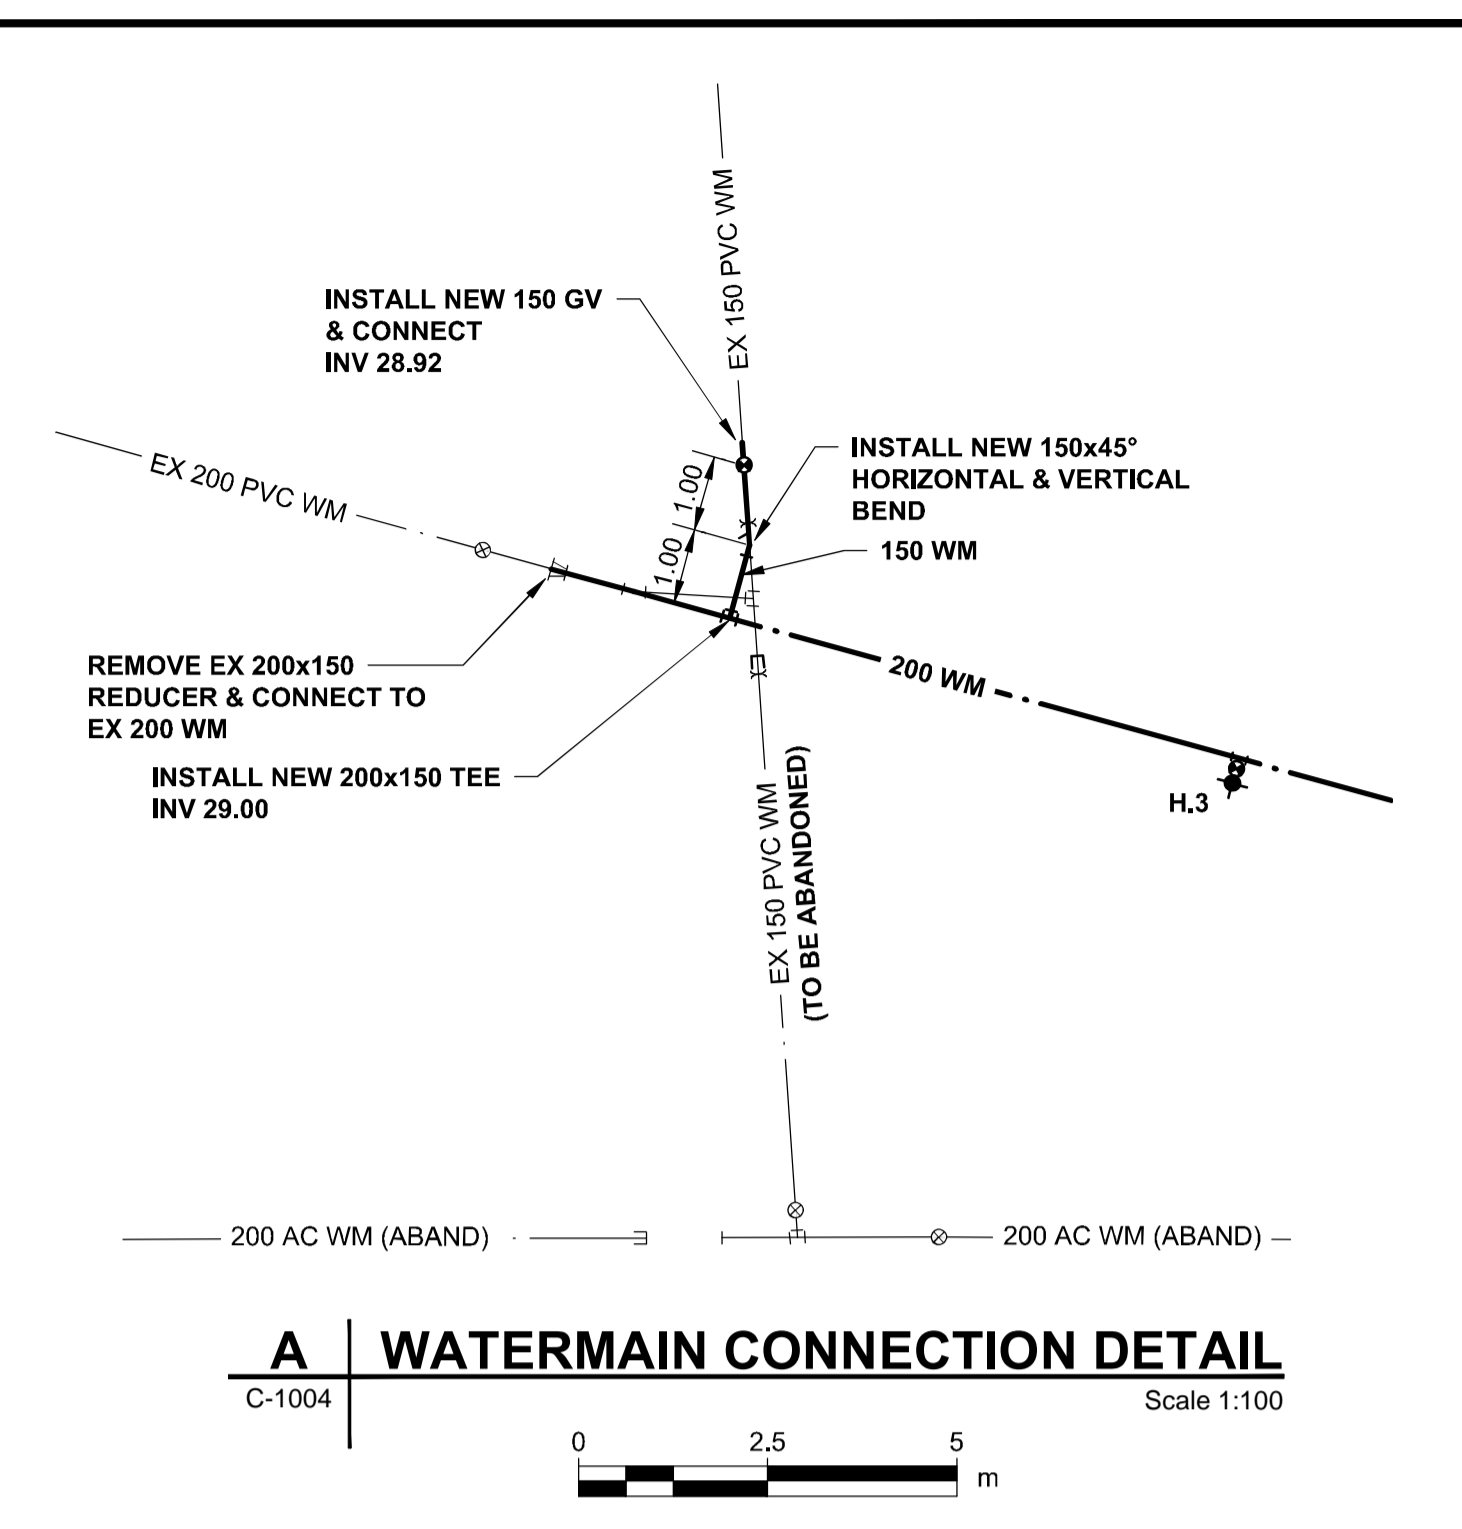 EX 150 PVC WM
INSTALL NEW 150 GV
& CONNECT
INV 28.92
EX 200 PVC WM
1.00
1.00
INSTALL NEW 150x45°
HORIZONTAL & VERTICAL
BEND
150 WM
REMOVE EX 200x150
REDUCER & CONNECT TO
EX 200 WM
200 WM
INSTALL NEW 200x150 TEE
INV 29.00
H.3
EX 150 PVC WM
(TO BE ABANDONED)
200 AC WM (ABAND)
200 AC WM (ABAND)
A
WATERMAIN CONNECTION DETAIL
C-1004
Scale 1:100
0 2.5 5
m